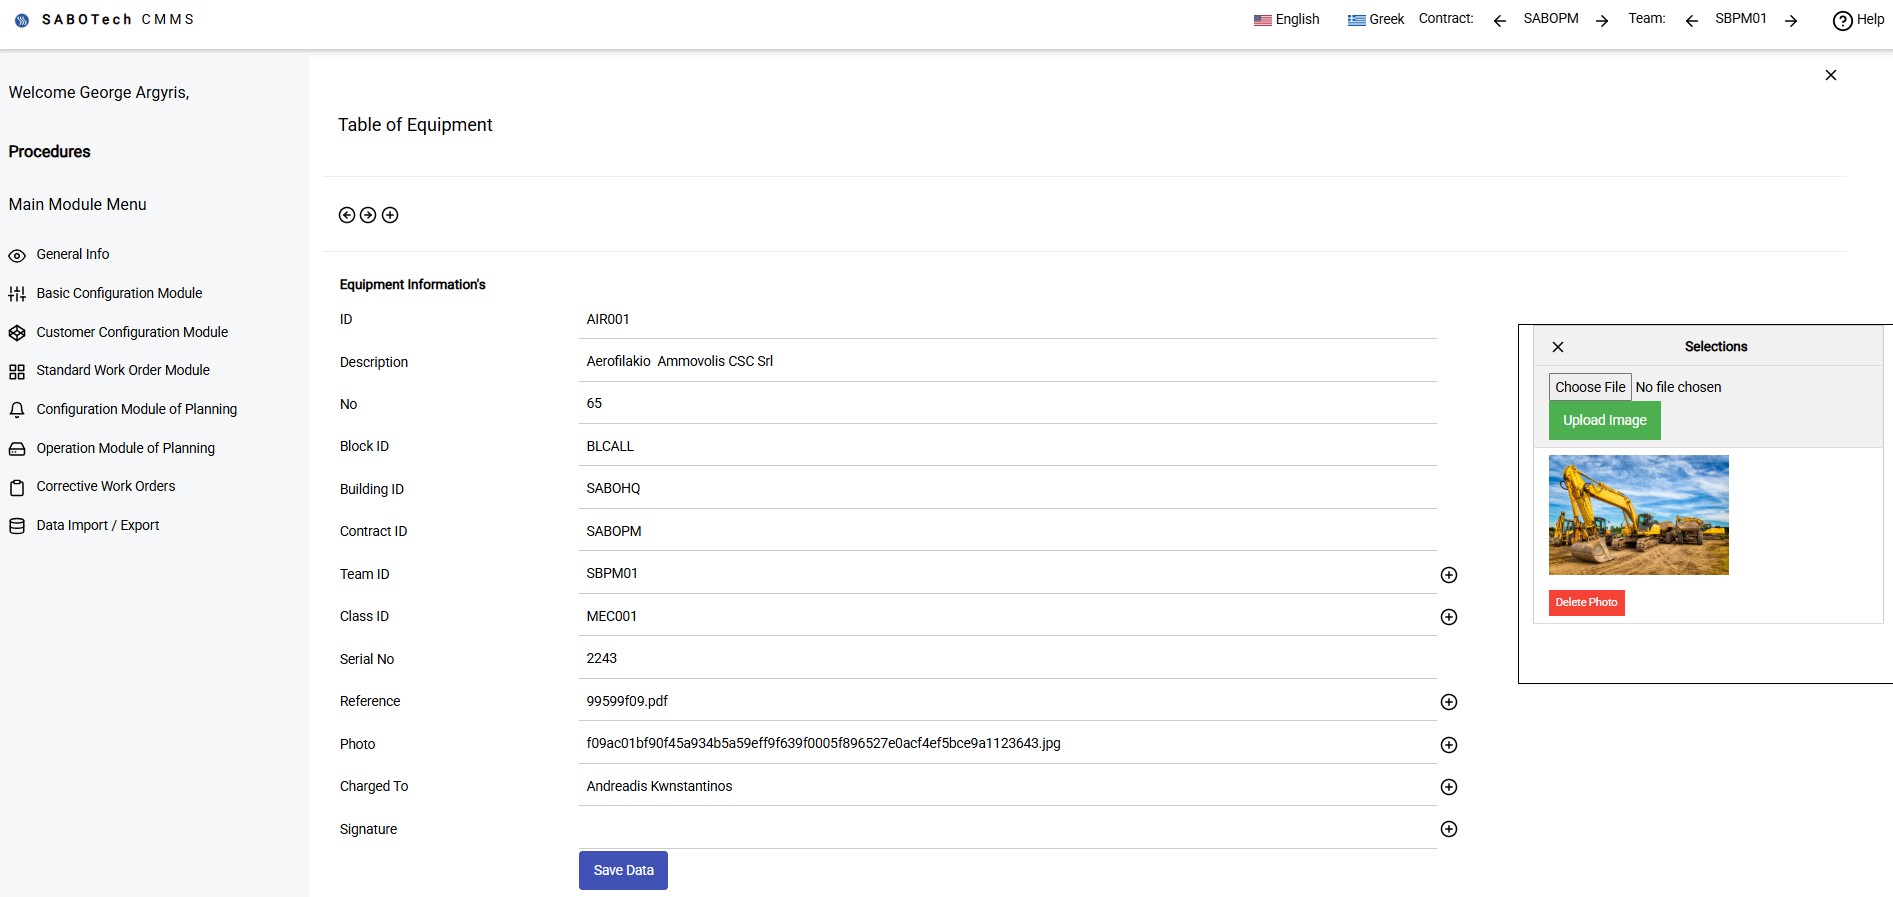 SABOTech CMMS
English Greek Contract: SABOPM Team: SBPM01 Help
Welcome George Argyris,
Procedures
Main Module Menu
General Info
Basic Configuration Module
Customer Configuration Module
Standard Work Order Module
Configuration Module of Planning
Operation Module of Planning
Corrective Work Orders
Data Import / Export
Table of Equipment
Equipment Information's
ID AIR001
Description Aerofilakio Ammovolis CSC Srl
No 65
Block ID BLCALL
Building ID SABOHQ
Contract ID SABOPM
Team ID SBPM01
Class ID MEC001
Serial No 2243
Reference 99599f09.pdf
Photo f09ac01bf90f45a934b5a59eff9f639f0005f896527e0acf4ef5bce9a1123643.jpg
Charged To Andreadis Kwnstantinos
Signature
Save Data
Selections
Choose File No file chosen
Upload Image
Delete Photo